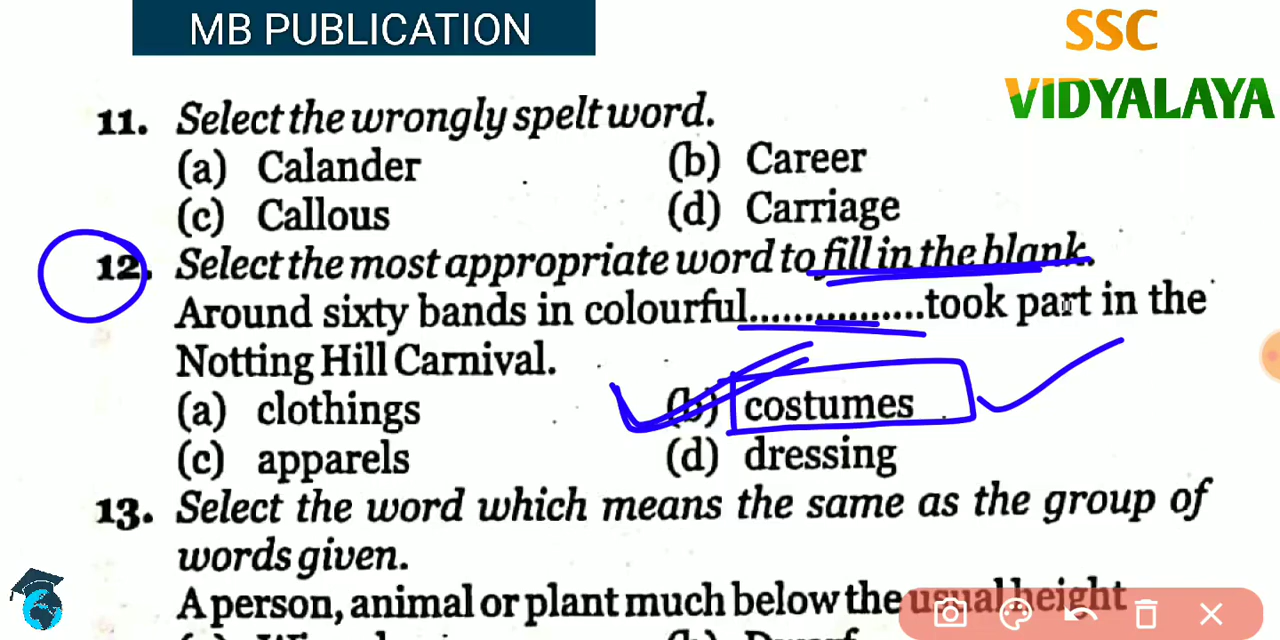 MB PUBLICATION
SSC
VIDYALAYA
11. Select the wrongly spelt word.
(a) Calander (b) Career
(c) Callous (d) Carriage
12. Select the most appropriate word to fill in the blank.
Around sixty bands in colourful.................took part in the
Notting Hill Carnival.
(a) clothings (b) costumes
(c) apparels (d) dressing
13. Select the word which means the same as the group of
words given.
A person, animal or plant much below the usual height
(b) Dwarf